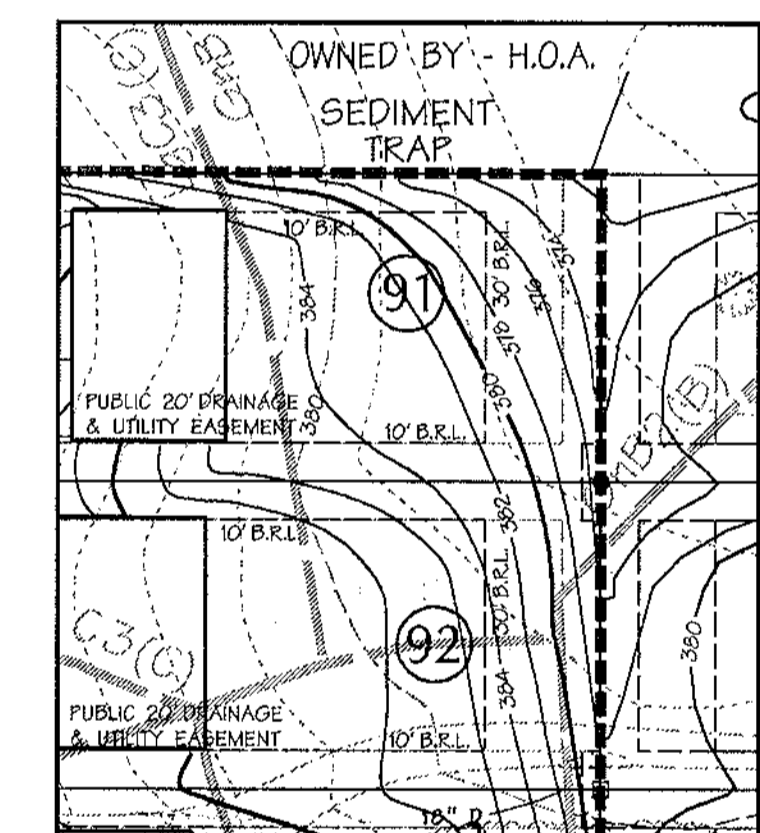 OWNED BY - H.O.A.
SEDIMENT
TRAP
10' B.R.L.
91
30' B.R.L.
374
376
378
384
380
380
PUBLIC 20' DRAINAGE
& UTILITY EASEMENT
10' B.R.L.
382
10' B.R.L
30' B.R.L.
92
C3(C)
380
384
PUBLIC 20' DRAINAGE
& UTILITY EASEMENT
10' B.R.L.
18" D